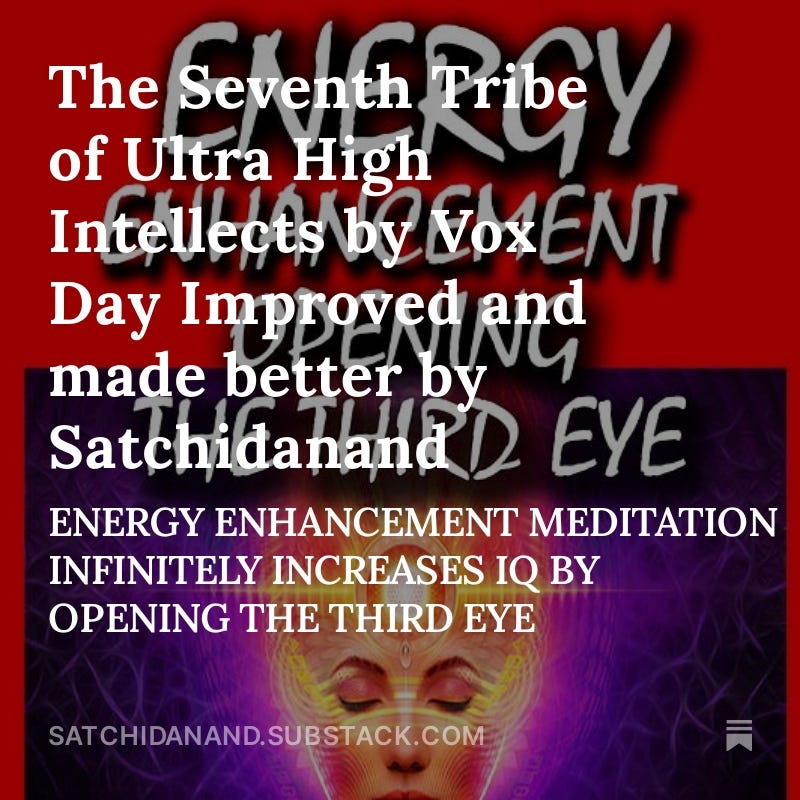 ENERGY
ENHANCEMENT
OPENING
THE THIRD EYE
The Seventh Tribe
of Ultra High
Intellects by Vox
Day Improved and
made better by
Satchidanand
ENERGY ENHANCEMENT MEDITATION
INFINITELY INCREASES IQ BY
OPENING THE THIRD EYE
SATCHIDANAND.SUBSTACK.COM